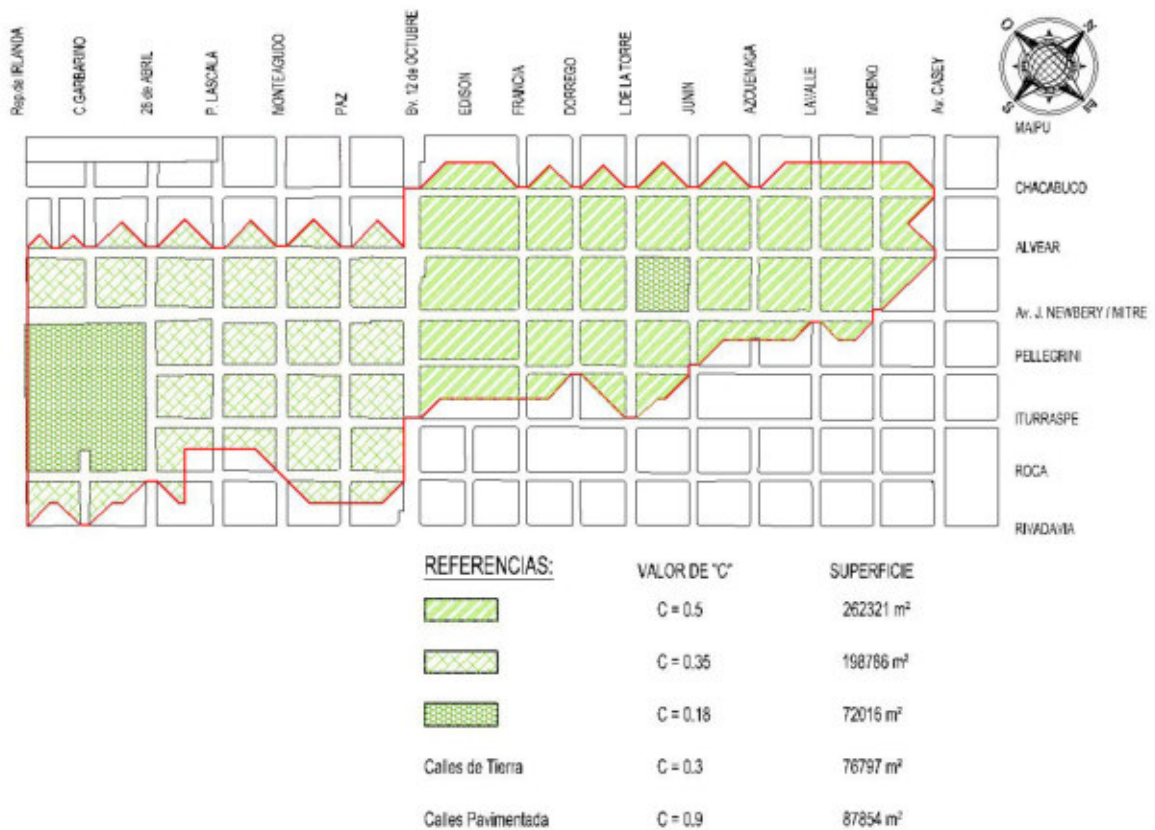 Rep.de IRLANDA
C.GARBARINO
26 de ABRIL
P. LASCALA
MONTEAGUDO
PAZ
Bv. 12 de OCTUBRE
EDISON
FRANCIA
DORREGO
L.DE LA TORRE
JUNIN
AZCUENAGA
LAVALLE
MORENO
Av. CASEY
O
N
S
E
MAIPU
CHACABUCO
ALVEAR
Av. J. NEWBERY / MITRE
PELLEGRINI
ITURRASPE
ROCA
RIVADAVIA
REFERENCIAS: VALOR DE "C" SUPERFICIE
C = 0.5 262321 m²
C = 0.35 198786 m²
C = 0.18 72016 m²
Calles de Tierra C = 0.3 76797 m²
Calles Pavimentada C = 0.9 87854 m²